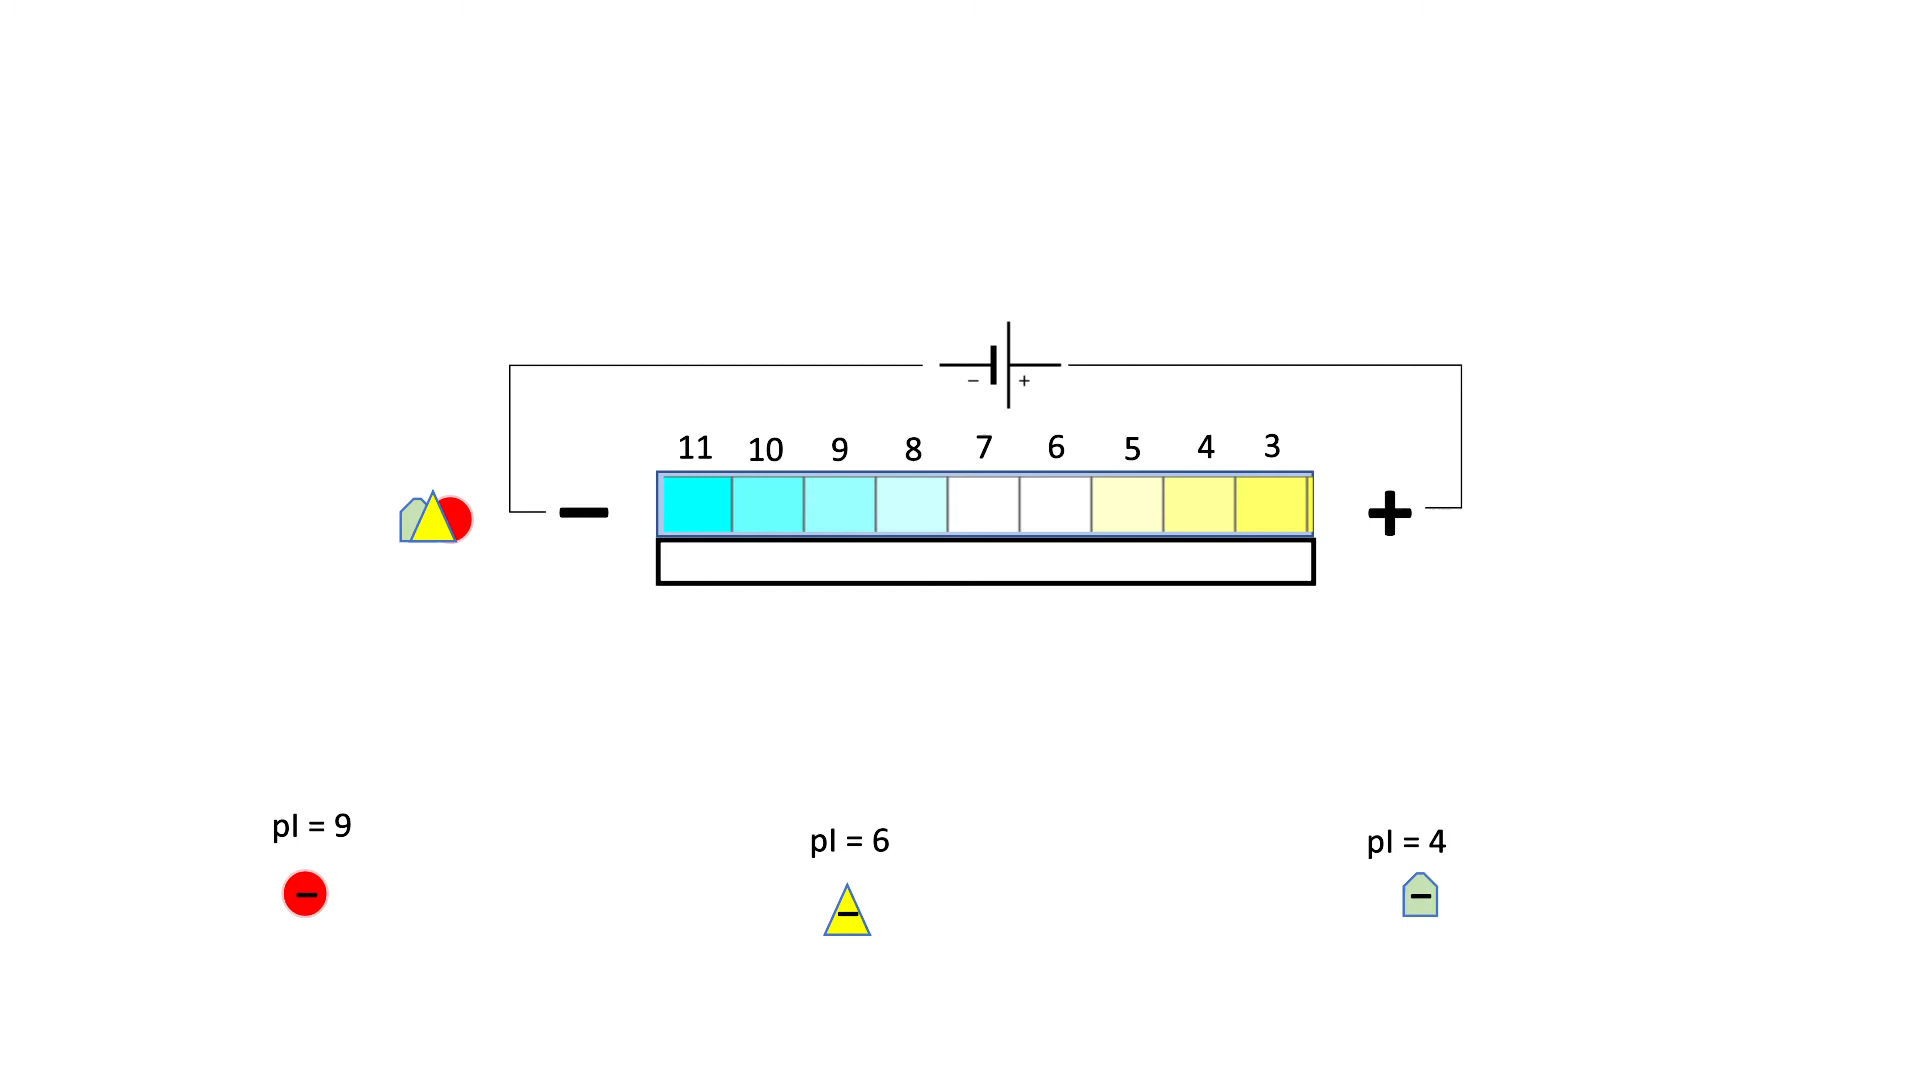 − +
11 10 9 8 7 6 5 4 3
− +
pI = 9
pI = 6
pI = 4
− − −